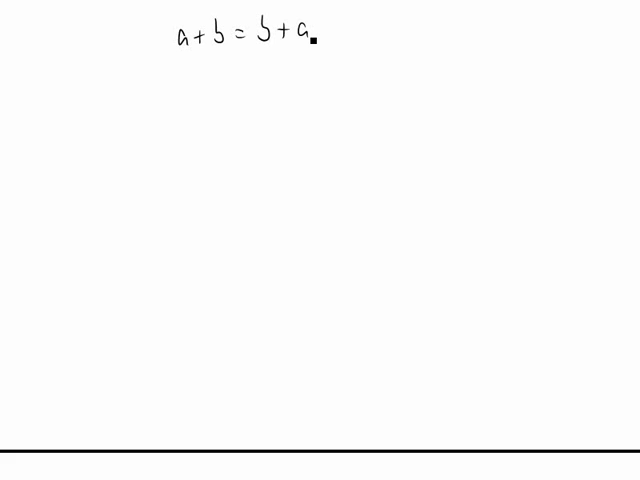 a + b = b + a